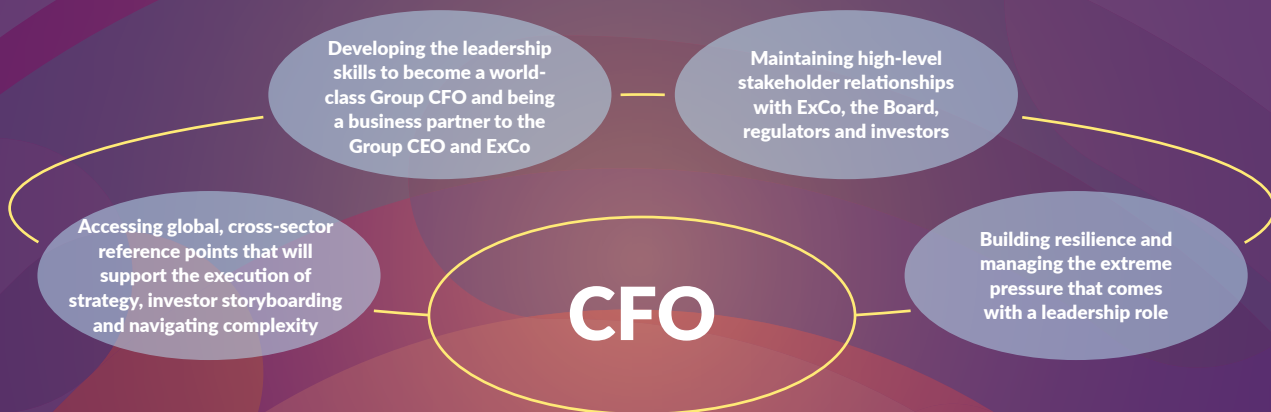 Developing the leadership
skills to become a world-
class Group CFO and being
a business partner to the
Group CEO and ExCo
Maintaining high-level
stakeholder relationships
with ExCo, the Board,
regulators and investors
Accessing global, cross-sector
reference points that will
support the execution of
strategy, investor storyboarding
and navigating complexity
CFO
Building resilience and
managing the extreme
pressure that comes
with a leadership role